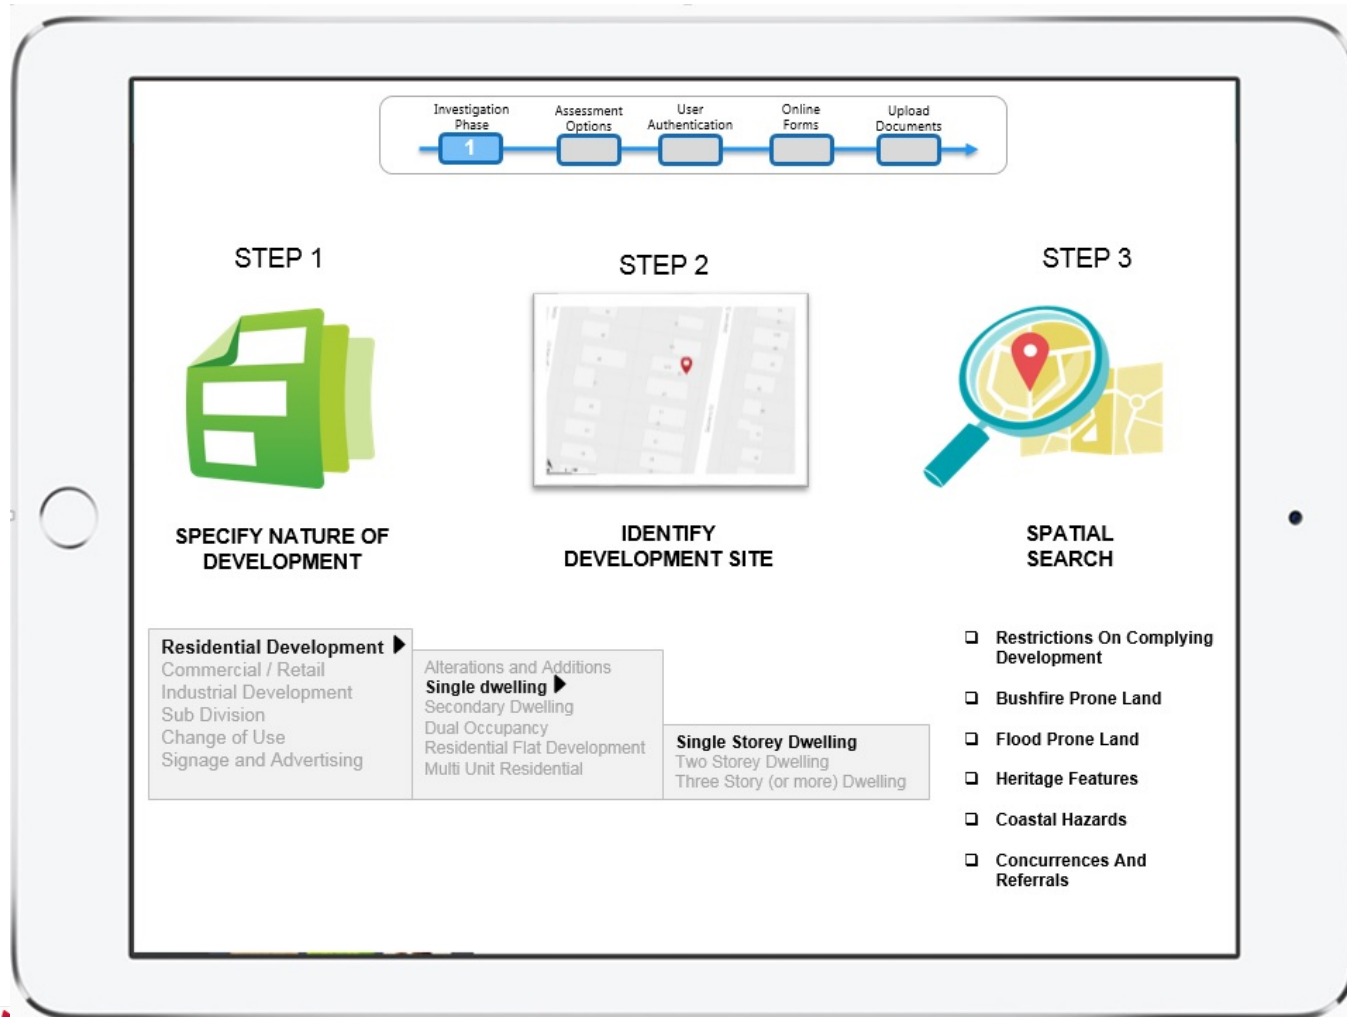 Investigation
Phase
1
Assessment
Options
User
Authentication
Online
Forms
Upload
Documents
STEP 1
STEP 2
STEP 3
SPECIFY NATURE OF
DEVELOPMENT
IDENTIFY
DEVELOPMENT SITE
SPATIAL
SEARCH
Residential Development
Commercial / Retail
Industrial Development
Sub Division
Change of Use
Signage and Advertising
Alterations and Additions
Single dwelling
Secondary Dwelling
Dual Occupancy
Residential Flat Development
Multi Unit Residential
Single Storey Dwelling
Two Storey Dwelling
Three Story (or more) Dwelling
Restrictions On Complying
Development
Bushfire Prone Land
Flood Prone Land
Heritage Features
Coastal Hazards
Concurrences And
Referrals